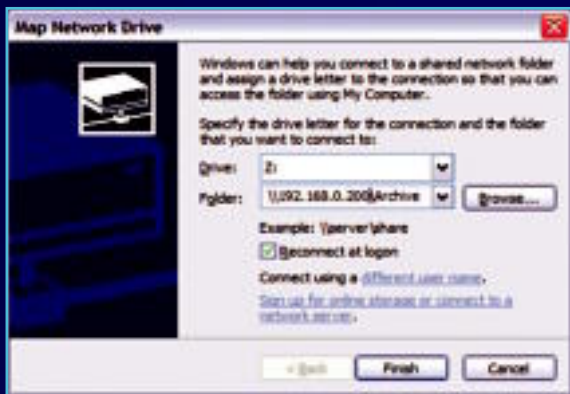 Map Network Drive
Windows can help you connect to a shared network folder
and assign a drive letter to the connection so that you can
access the folder using My Computer.
Specify the drive letter for the connection and the folder
that you want to connect to:
Drive: Z:
Folder: \\192.168.0.200\Archive Browse...
Example: \\server\share
Reconnect at logon
Connect using a different user name.
Sign up for online storage or connect to a
network server.
< Back Finish Cancel